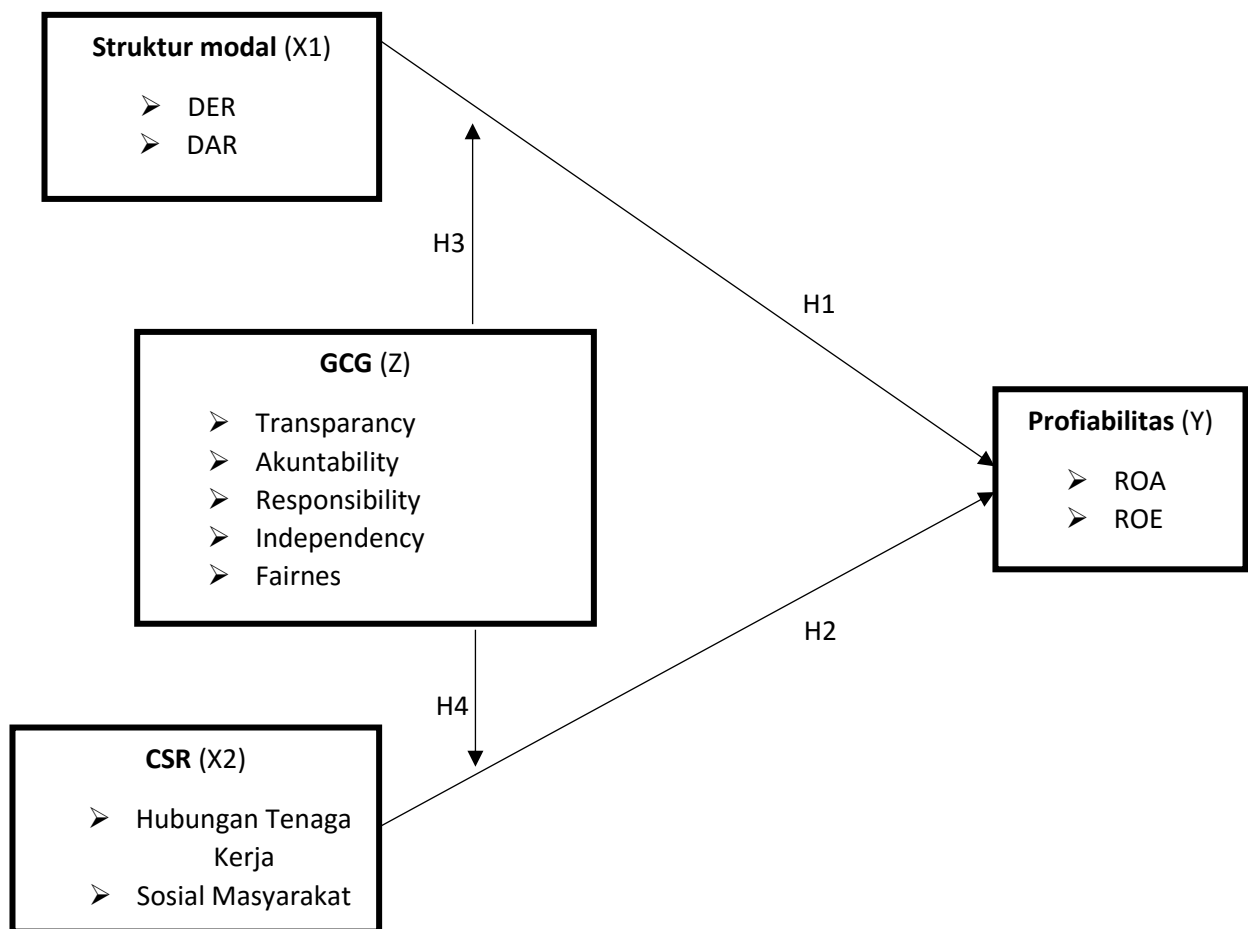 Struktur modal (X1)
➢ DER
➢ DAR
H3
H1
GCG (Z)
➢ Transparancy
➢ Akuntability
➢ Responsibility
➢ Independency
➢ Fairnes
Profiabilitas (Y)
➢ ROA
➢ ROE
H2
H4
CSR (X2)
➢ Hubungan Tenaga
Kerja
➢ Sosial Masyarakat